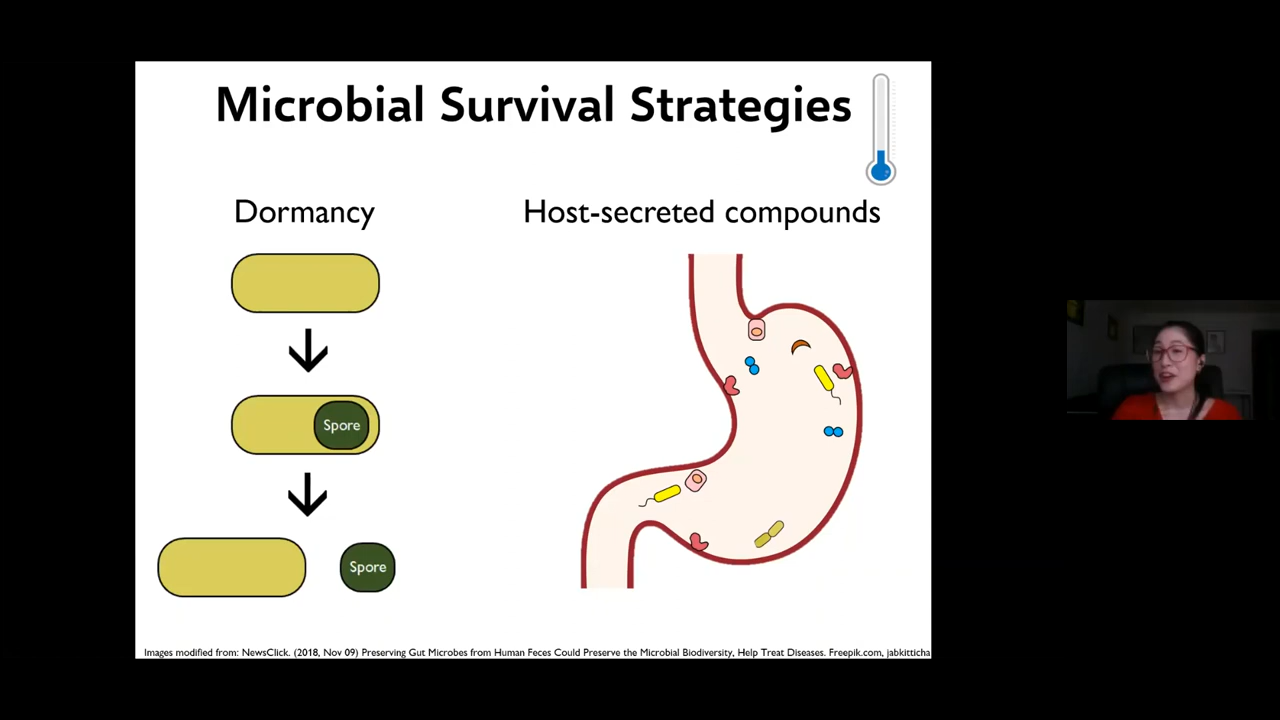 Microbial Survival Strategies
Dormancy
Host-secreted compounds
Spore
Spore
Images modified from: NewsClick. (2018, Nov 09) Preserving Gut Microbes from Human Feces Could Preserve the Microbial Biodiversity, Help Treat Diseases. Freepik.com, jabkitticha